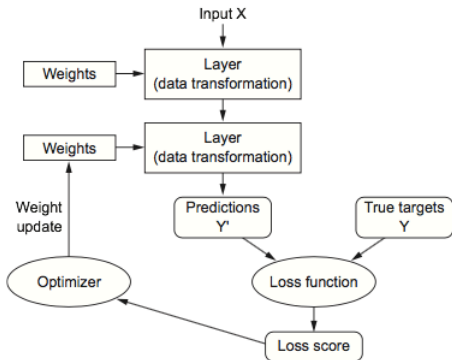 Input X
Weights
Layer
(data transformation)
Weights
Layer
(data transformation)
Weight
update
Predictions
Y'
True targets
Y
Optimizer
Loss function
Loss score